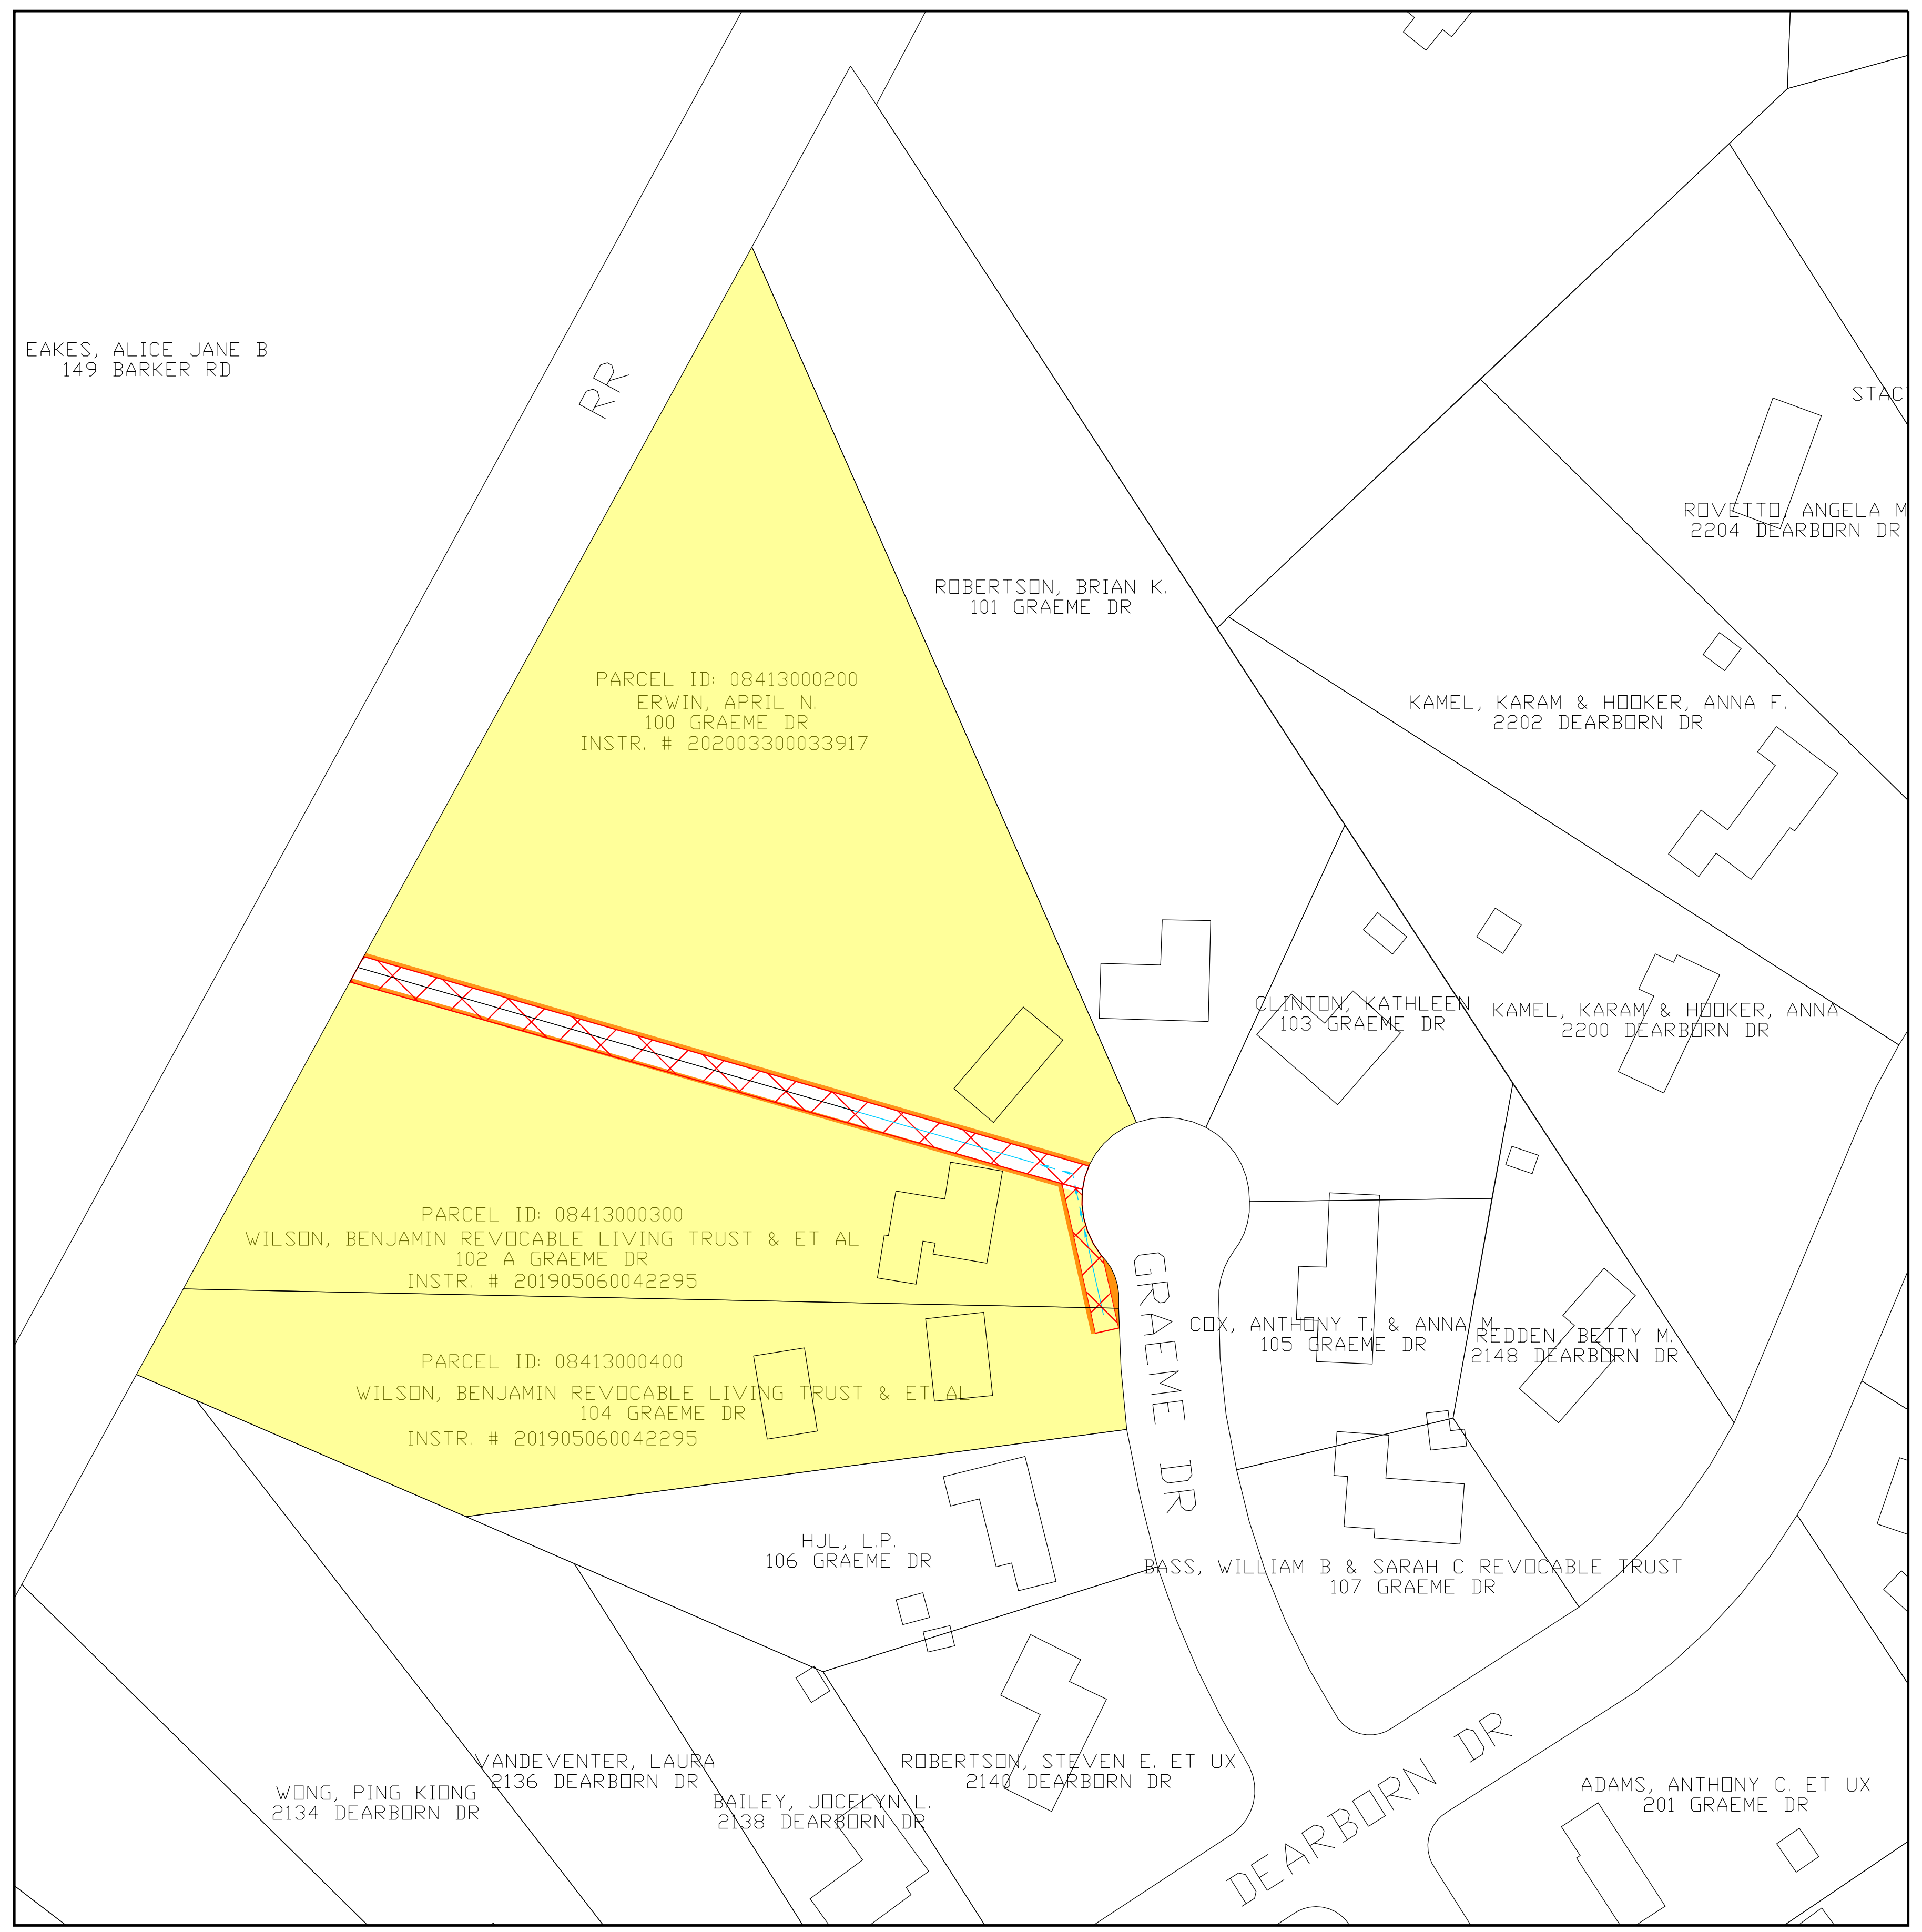 EAKES, ALICE JANE B
149 BARKER RD
RR
STAC
ROVETTO, ANGELA M
2204 DEARBORN DR
ROBERTSON, BRIAN K.
101 GRAEME DR
PARCEL ID: 08413000200
ERWIN, APRIL N.
100 GRAEME DR
INSTR. # 202003300033917
KAMEL, KARAM & HOOKER, ANNA F.
2202 DEARBORN DR
CLINTON, KATHLEEN
103 GRAEME DR
KAMEL, KARAM & HOOKER, ANNA
2200 DEARBORN DR
PARCEL ID: 08413000300
WILSON, BENJAMIN REVOCABLE LIVING TRUST & ET AL
102 A GRAEME DR
INSTR. # 201905060042295
GRAEME DR
COX, ANTHONY T. & ANNA M.
105 GRAEME DR
REDDEN, BETTY M.
2148 DEARBORN DR
PARCEL ID: 08413000400
WILSON, BENJAMIN REVOCABLE LIVING TRUST & ET AL
104 GRAEME DR
INSTR. # 201905060042295
HJL, L.P.
106 GRAEME DR
BASS, WILLIAM B & SARAH C REVOCABLE TRUST
107 GRAEME DR
VANDEVENTER, LAURA
2136 DEARBORN DR
ROBERTSON, STEVEN E. ET UX
2140 DEARBORN DR
WONG, PING KIONG
2134 DEARBORN DR
BAILEY, JOCELYN L.
2138 DEARBORN DR
DEARBORN DR
ADAMS, ANTHONY C. ET UX
201 GRAEME DR